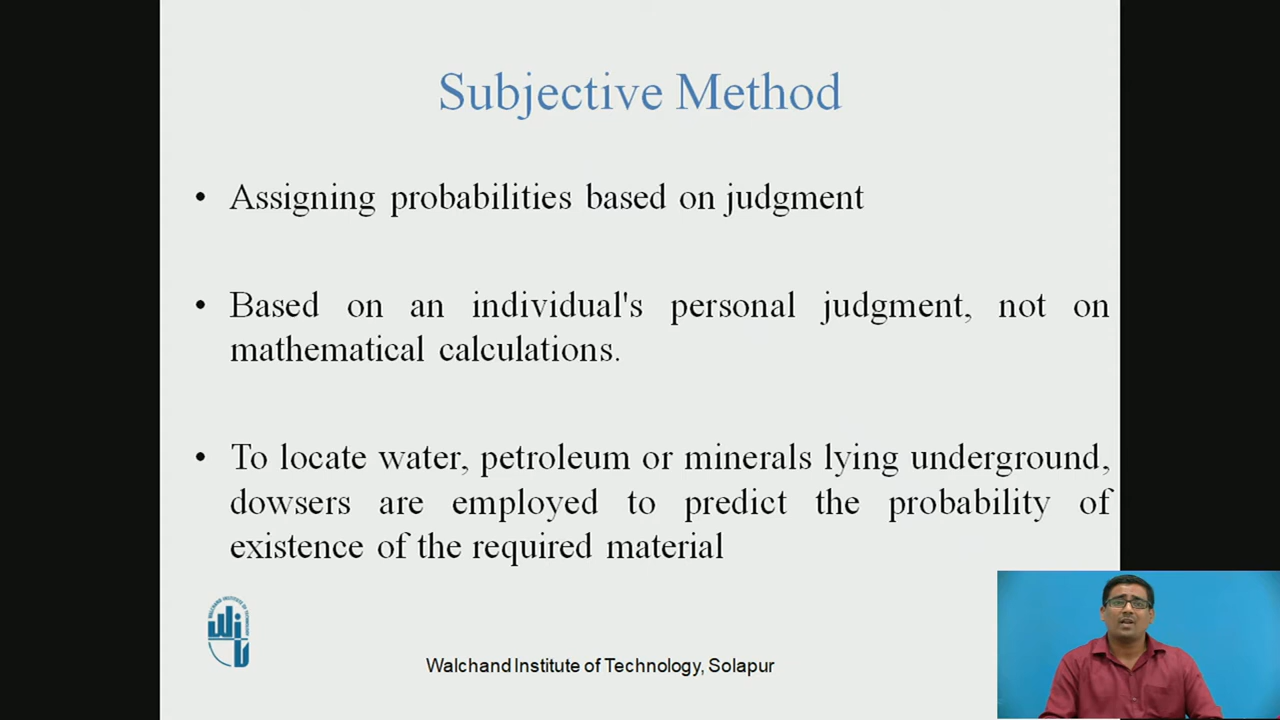 Subjective Method
• Assigning probabilities based on judgment
• Based on an individual's personal judgment, not on
mathematical calculations.
• To locate water, petroleum or minerals lying underground,
dowsers are employed to predict the probability of
existence of the required material
Walchand Institute of Technology, Solapur